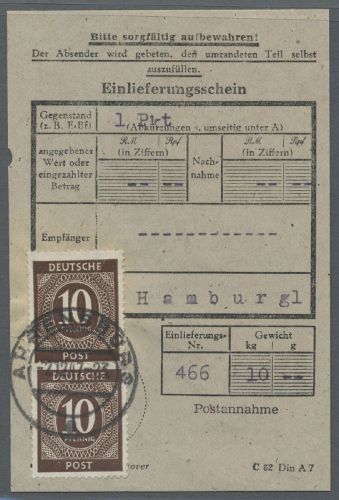 Bitte sorgfältig aufbewahren!
Der Absender wird gebeten, den umrandeten Teil selbst
auszufüllen.
Einlieferungsschein
Gegenstand
(z. B. E-Bf)
1 Pkt
(Abkürzungen s. umseitig unter A)
angegebener
Wert oder
eingezahlter
Betrag
RM Rpf
(in Ziffern)
-- --
Nach-
nahme
RM Rpf
(in Ziffern)
-- --
Empfänger
------------
Hamburg1
DEUTSCHE
10
PFENNIG
POST
DEUTSCHE
10
PFENNIG
POST
Einlieferungs-
Nr.
Gewicht
kg g
466
10 --
Postannahme
C 62 Din A 7